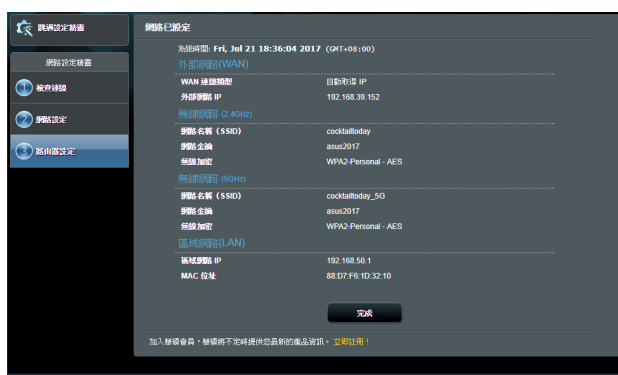 跳過設定精靈
網路已設定
網路設定精靈
1 檢查連線
2 網路設定
3 路由器設定
系統時間: Fri, Jul 21 18:36:04 2017 (GMT+08:00)
外部網路(WAN)
WAN 連線類型 自動取得 IP
外部網路 IP 192.168.39.152
無線網路 (2.4GHz)
網路名稱 (SSID) cocktailtoday
網路金鑰 asus2017
無線加密 WPA2-Personal - AES
無線網路 (5GHz)
網路名稱 (SSID) cocktailtoday_5G
網路金鑰 asus2017
無線加密 WPA2-Personal - AES
區域網路(LAN)
區域網路 IP 192.168.50.1
MAC 位址 88:D7:F6:1D:32:10
完成
加入華碩會員，華碩將不定時提供您最新的產品資訊。 立即註冊！